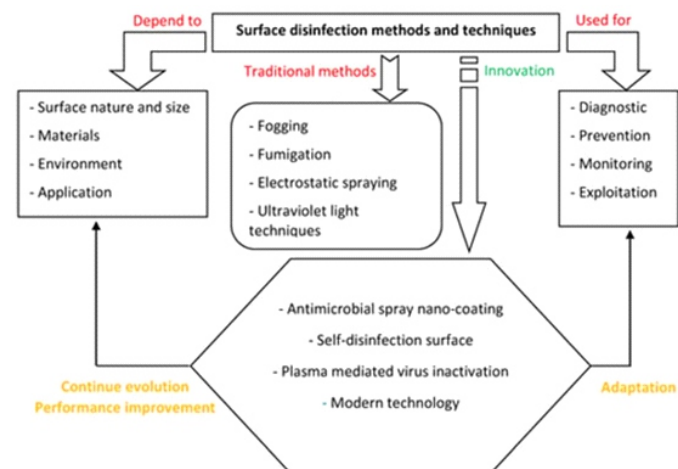 Depend to
Surface disinfection methods and techniques
Used for
Traditional methods
Innovation
- Surface nature and size
- Materials
- Environment
- Application
- Fogging
- Fumigation
- Electrostatic spraying
- Ultraviolet light
techniques
- Diagnostic
- Prevention
- Monitoring
- Exploitation
- Antimicrobial spray nano-coating
- Self-disinfection surface
- Plasma mediated virus inactivation
- Modern technology
Continue evolution
Performance improvement
Adaptation